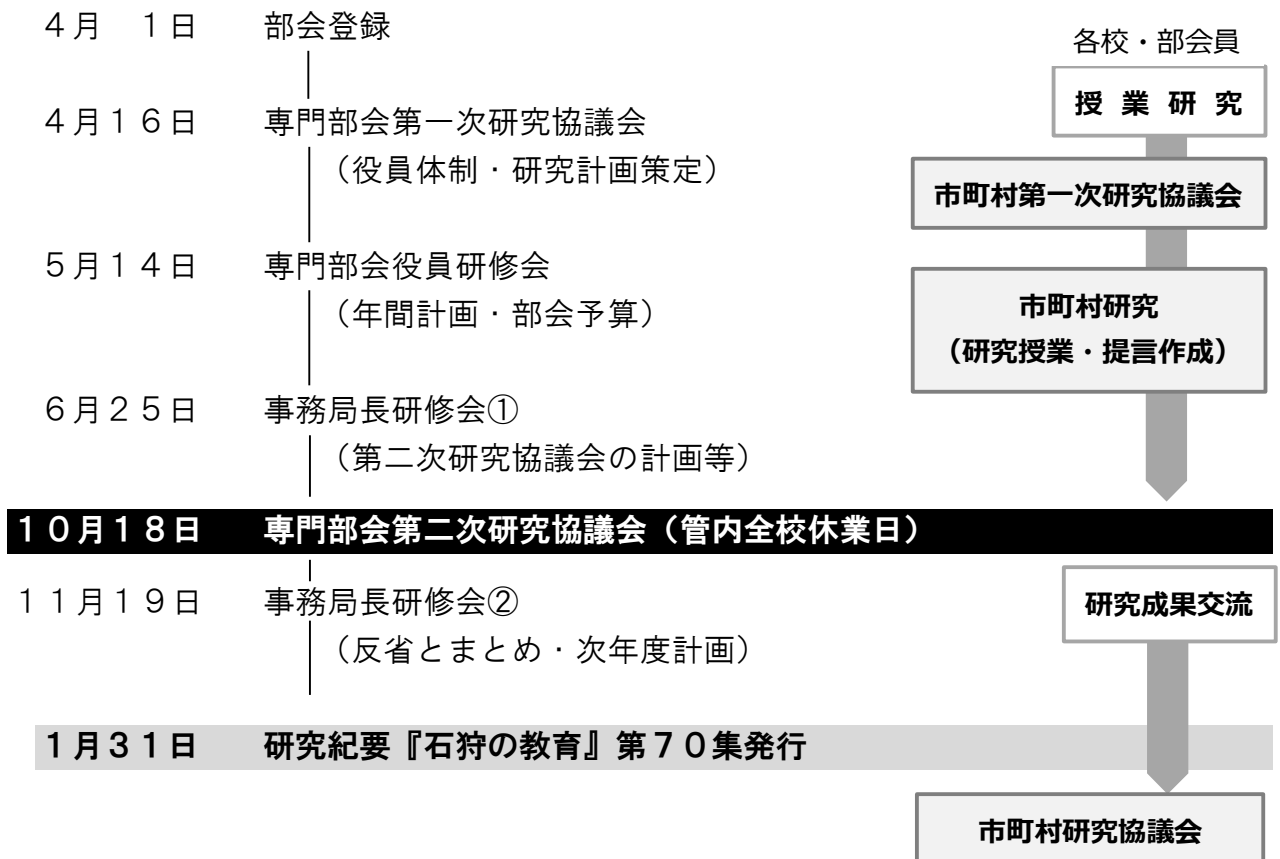 ４月　１日　部会登録
４月１６日　専門部会第一次研究協議会
（役員体制・研究計画策定）
５月１４日　専門部会役員研修会
（年間計画・部会予算）
６月２５日　事務局長研修会①
（第二次研究協議会の計画等）
１０月１８日　専門部会第二次研究協議会（管内全校休業日）
１１月１９日　事務局長研修会②
（反省とまとめ・次年度計画）
１月３１日　研究紀要『石狩の教育』第７０集発行
各校・部会員
授 業 研 究
市町村第一次研究協議会
市町村研究
（研究授業・提言作成）
研究成果交流
市町村研究協議会